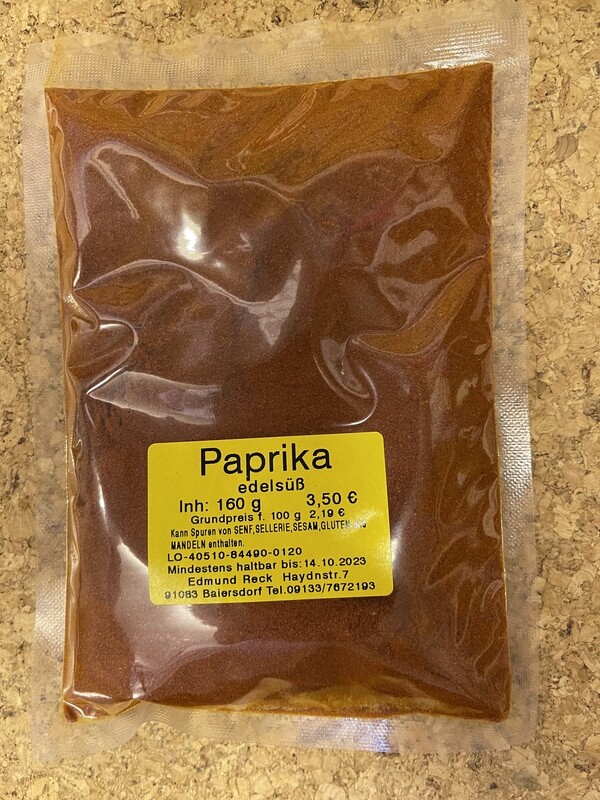 Paprika
edelsüß
Inh: 160 g 3,50 €
Grundpreis f. 100 g 2,19 €
Kann Spuren von SENF,SELLERIE,SESAM,GLUTEN und
MANDELN enthalten.
LO-40510-64490-0120
Mindestens haltbar bis:14.10.2023
Edmund Reck Haydnstr.7
91083 Baiersdorf Tel.09133/7672193